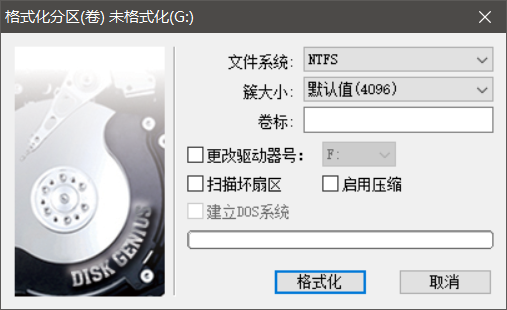 格式化分区(卷) 未格式化(G:)
文件系统: NTFS
簇大小: 默认值(4096)
卷标:
更改驱动器号: F:
扫描坏扇区 启用压缩
建立DOS系统
DISK GENIUS
格式化 取消